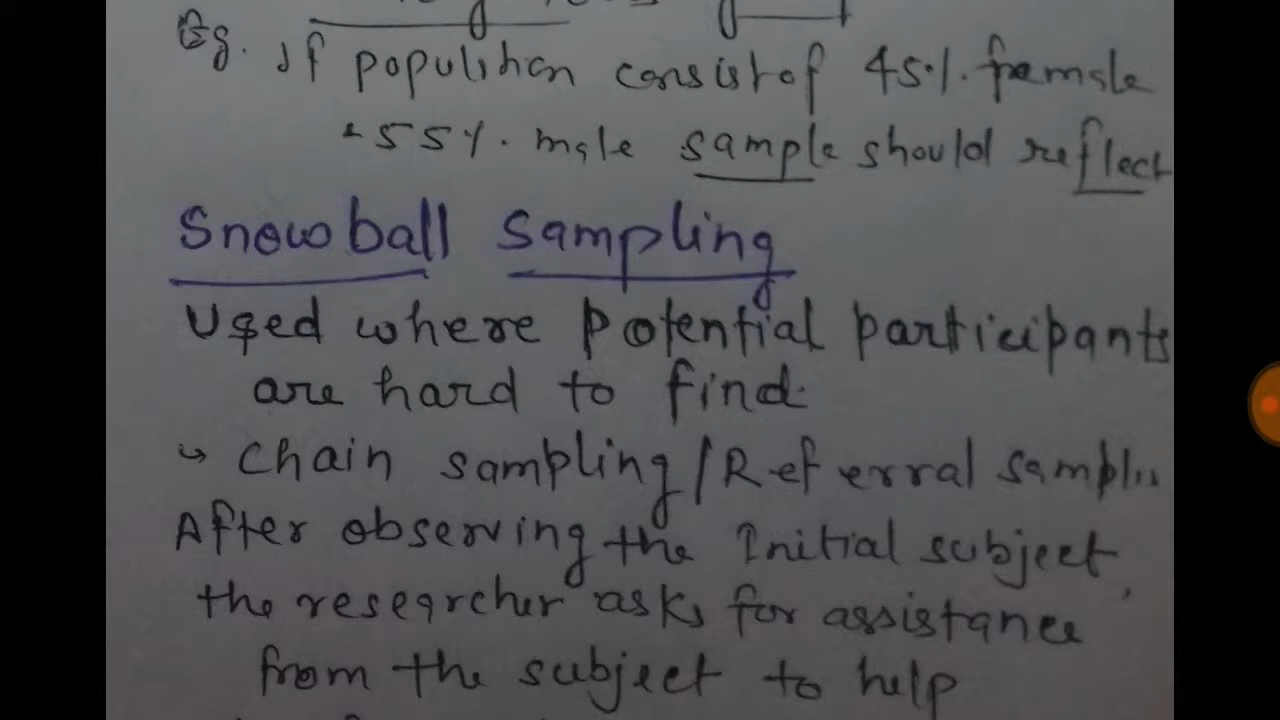 Eg. If population consist of 45%. female
55%. male sample should reflect
Snowball Sampling
Used where potential participants
are hard to find.
↳ Chain sampling/Referral
After observing the Initial subject,
the researcher asks for assistance
from the subject to help